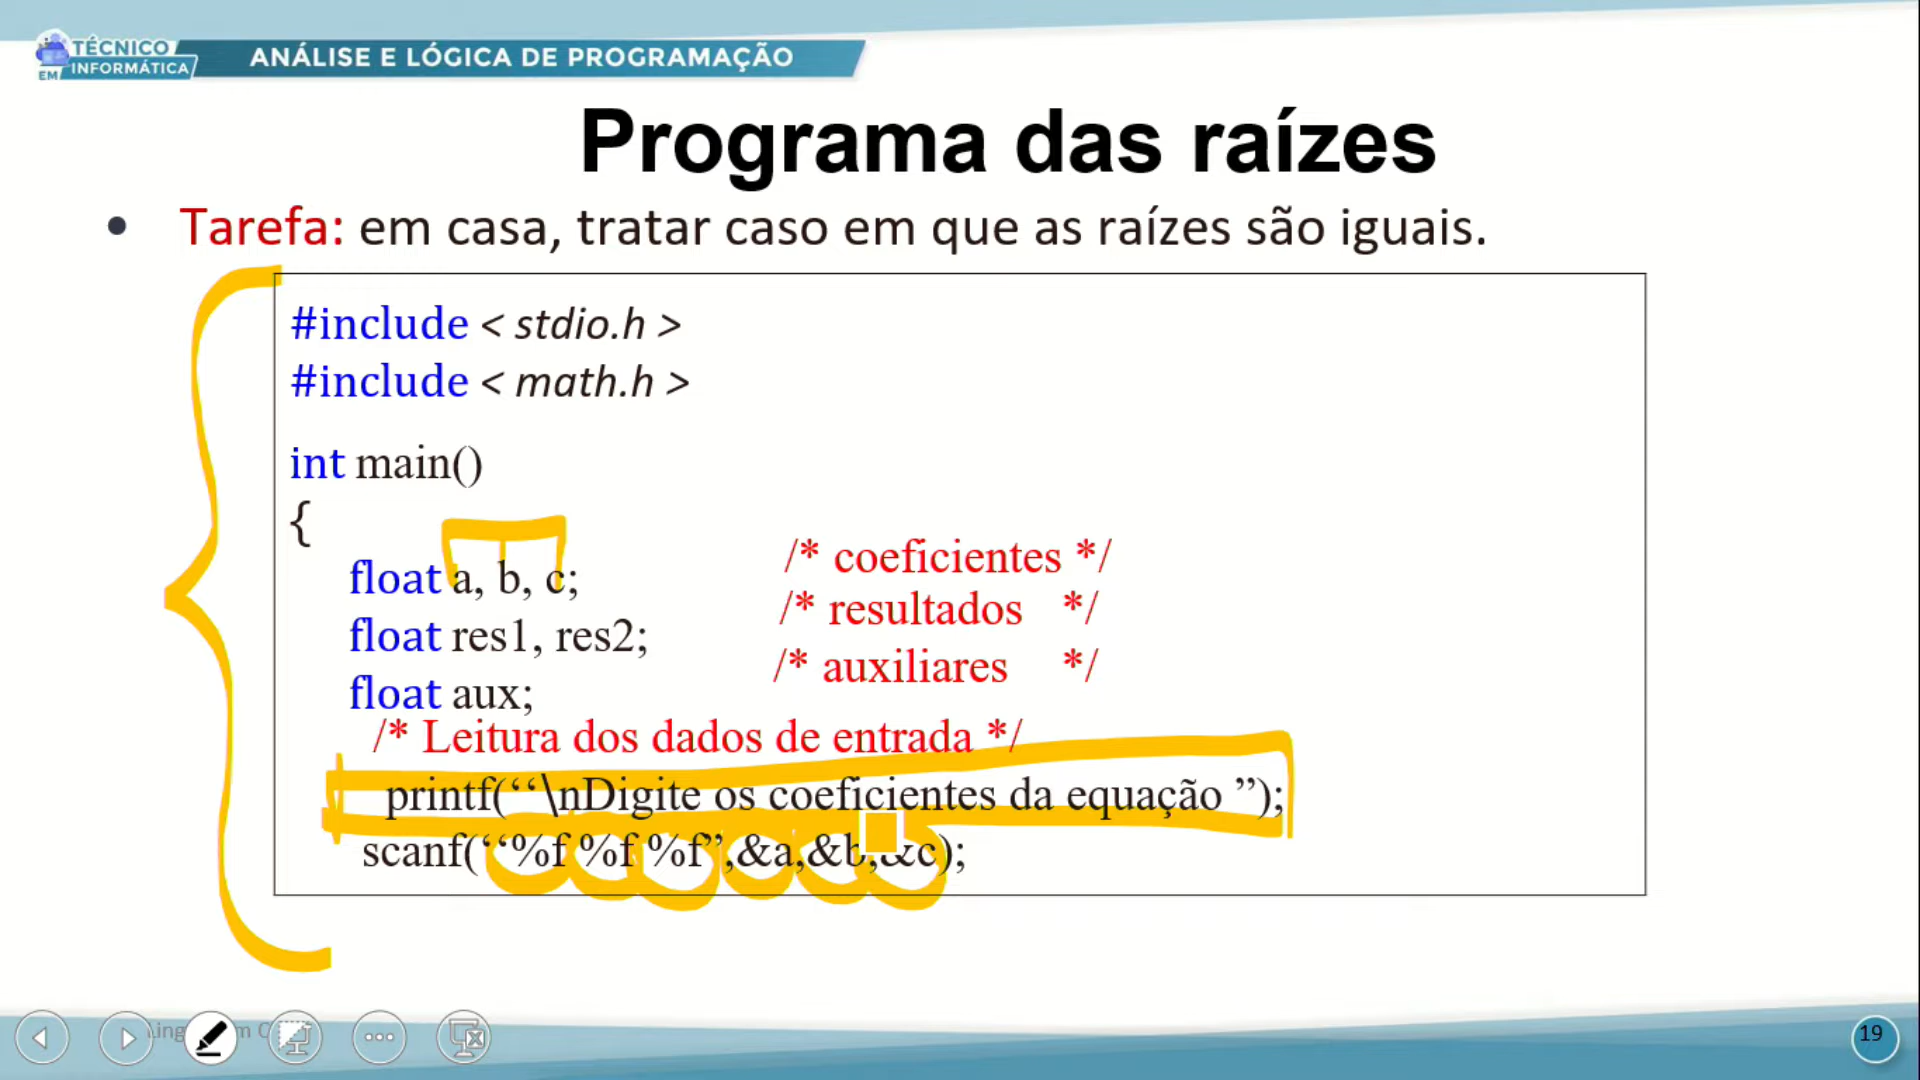 TÉCNICO
EM INFORMÁTICA
ANÁLISE E LÓGICA DE PROGRAMAÇÃO
Programa das raízes
• Tarefa: em casa, tratar caso em que as raízes são iguais.
#include < stdio.h >
#include < math.h >
int main()
{
float a, b, c; /* coeficientes */
float res1, res2; /* resultados */
float aux; /* auxiliares */
/* Leitura dos dados de entrada */
printf(“\nDigite os coeficientes da equação ”);
scanf(“%f %f %f”,&a,&b,&c);
19